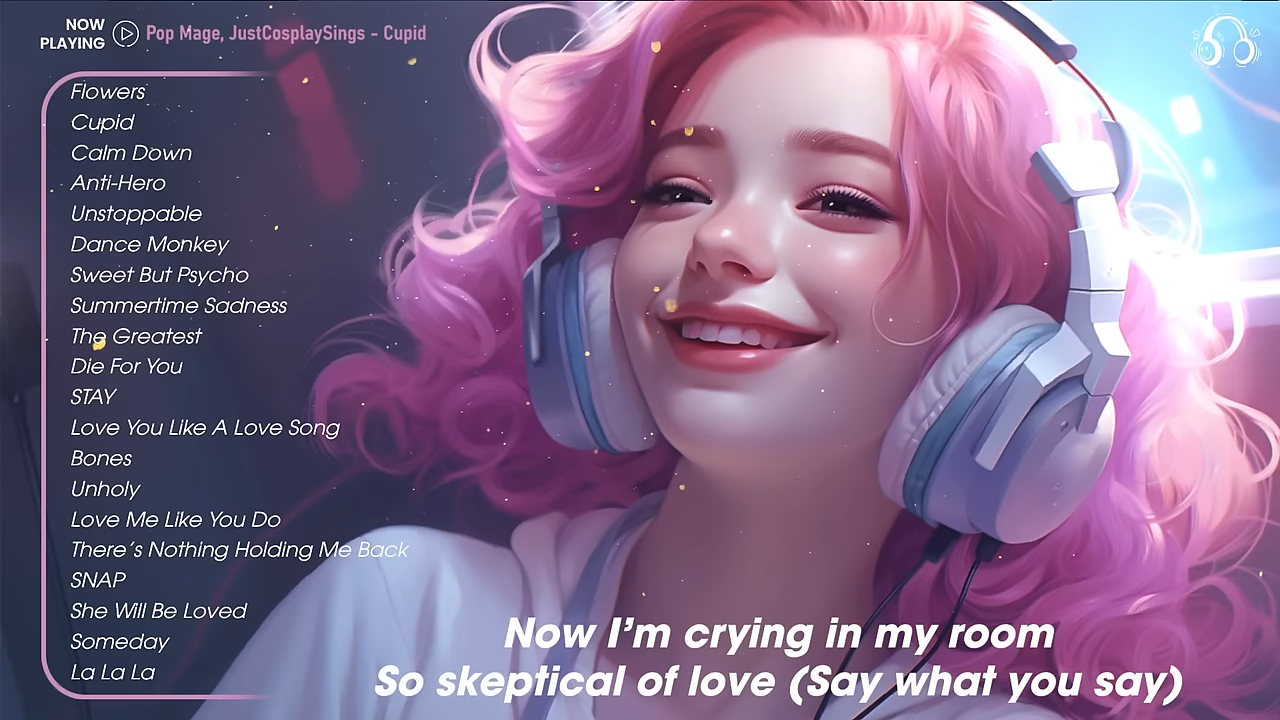 NOW
PLAYING
Pop Mage, JustCosplaySings - Cupid
Flowers
Cupid
Calm Down
Anti-Hero
Unstoppable
Dance Monkey
Sweet But Psycho
Summertime Sadness
The Greatest
Die For You
STAY
Love You Like A Love Song
Bones
Unholy
Love Me Like You Do
There's Nothing Holding Me Back
SNAP
She Will Be Loved
Someday
La La La
Now I'm crying in my room
So skeptical of love (Say what you say)